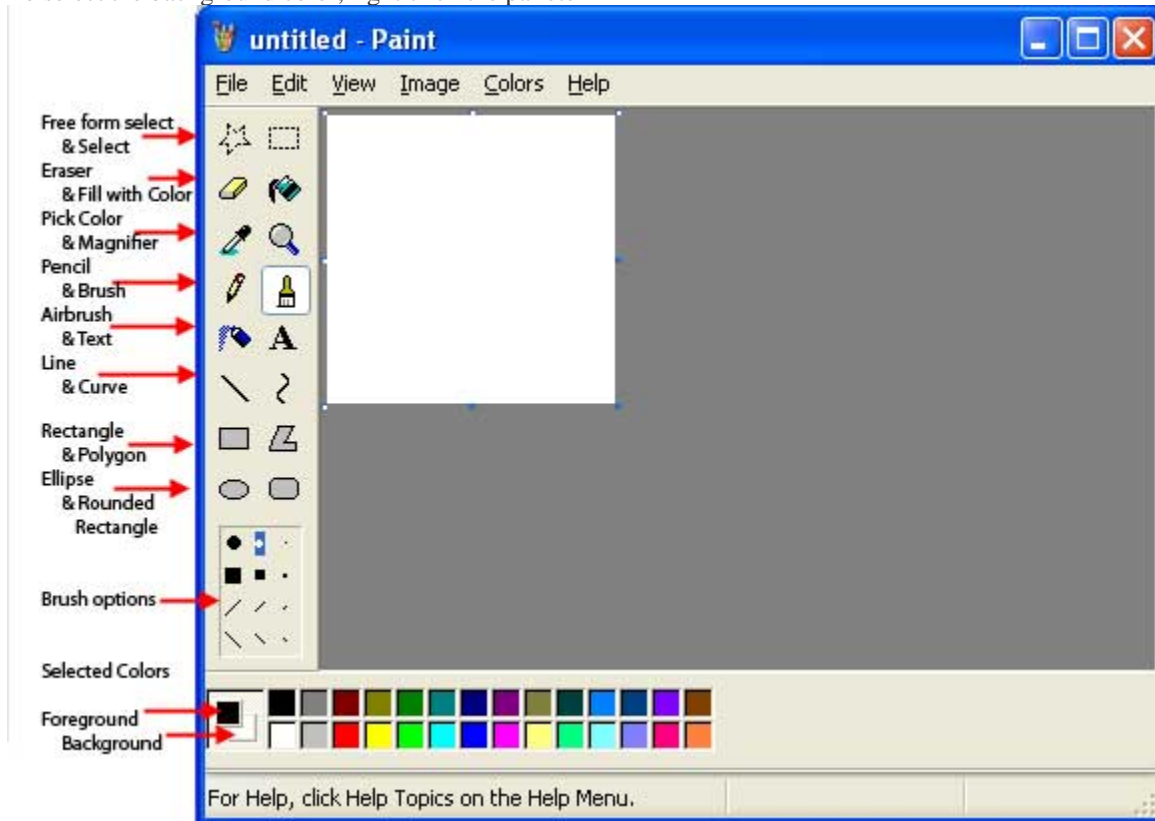 untitled - Paint
File Edit View Image Colors Help
Free form select
& Select
Eraser
& Fill with Color
Pick Color
& Magnifier
Pencil
& Brush
Airbrush
& Text
A
Line
& Curve
Rectangle
& Polygon
Ellipse
& Rounded
Rectangle
Brush options
Selected Colors
Foreground
Background
For Help, click Help Topics on the Help Menu.